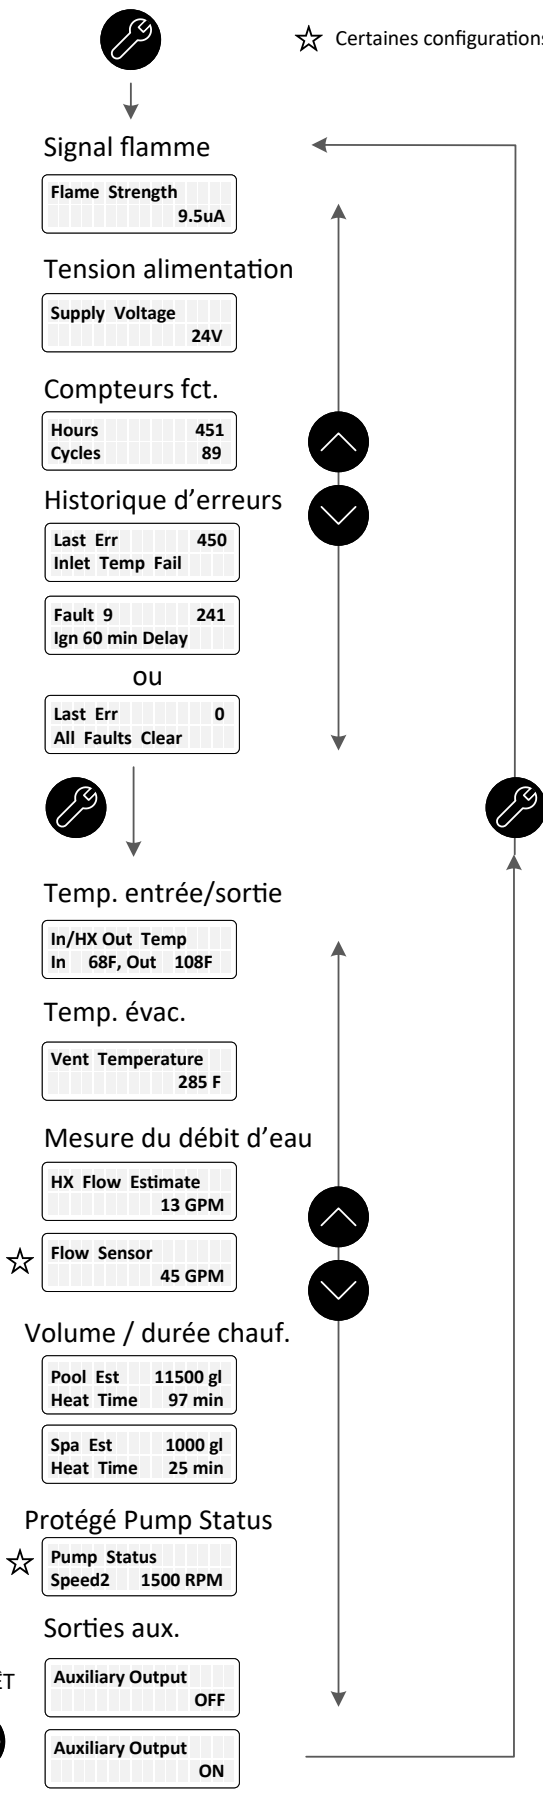 Certaines configurations
Signal flamme
Flame Strength
9.5uA
Tension alimentation
Supply Voltage
24V
Compteurs fct.
Hours 451
Cycles 89
Historique d'erreurs
Last Err 450
Inlet Temp Fail
Fault 9 241
Ign 60 min Delay
ou
Last Err 0
All Faults Clear
Temp. entrée/sortie
In/HX Out Temp
In 68F, Out 108F
Temp. évac.
Vent Temperature
285 F
Mesure du débit d'eau
HX Flow Estimate
13 GPM
Flow Sensor
45 GPM
Volume / durée chauf.
Pool Est 11500 gl
Heat Time 97 min
Spa Est 1000 gl
Heat Time 25 min
Protégé Pump Status
Pump Status
Speed2 1500 RPM
Sorties aux.
Auxiliary Output
OFF
Auxiliary Output
ON